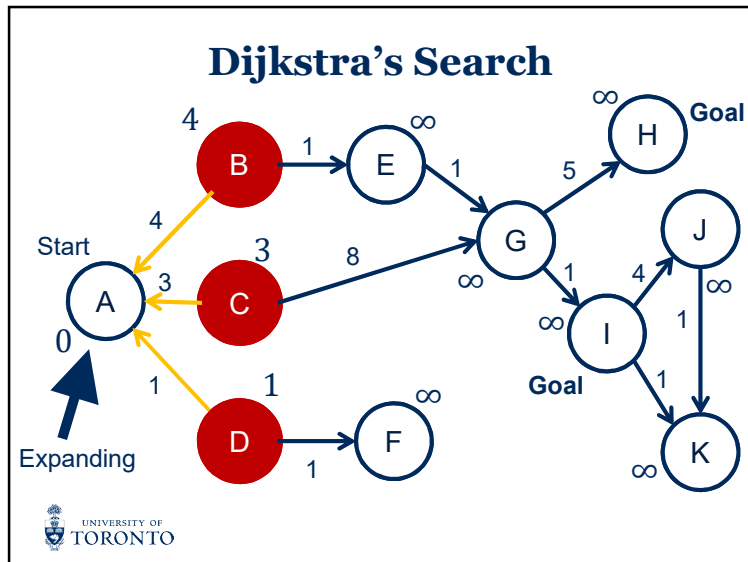 Dijkstra's Search
∞
Goal
H
4
B
1
∞
E
1
5
J
4
Start
3
8
G
∞
A
3
C
∞
1
4
∞
I
1
0
Goal
1
1
1
D
1
∞
F
Expanding
∞
K
UNIVERSITY OF
TORONTO